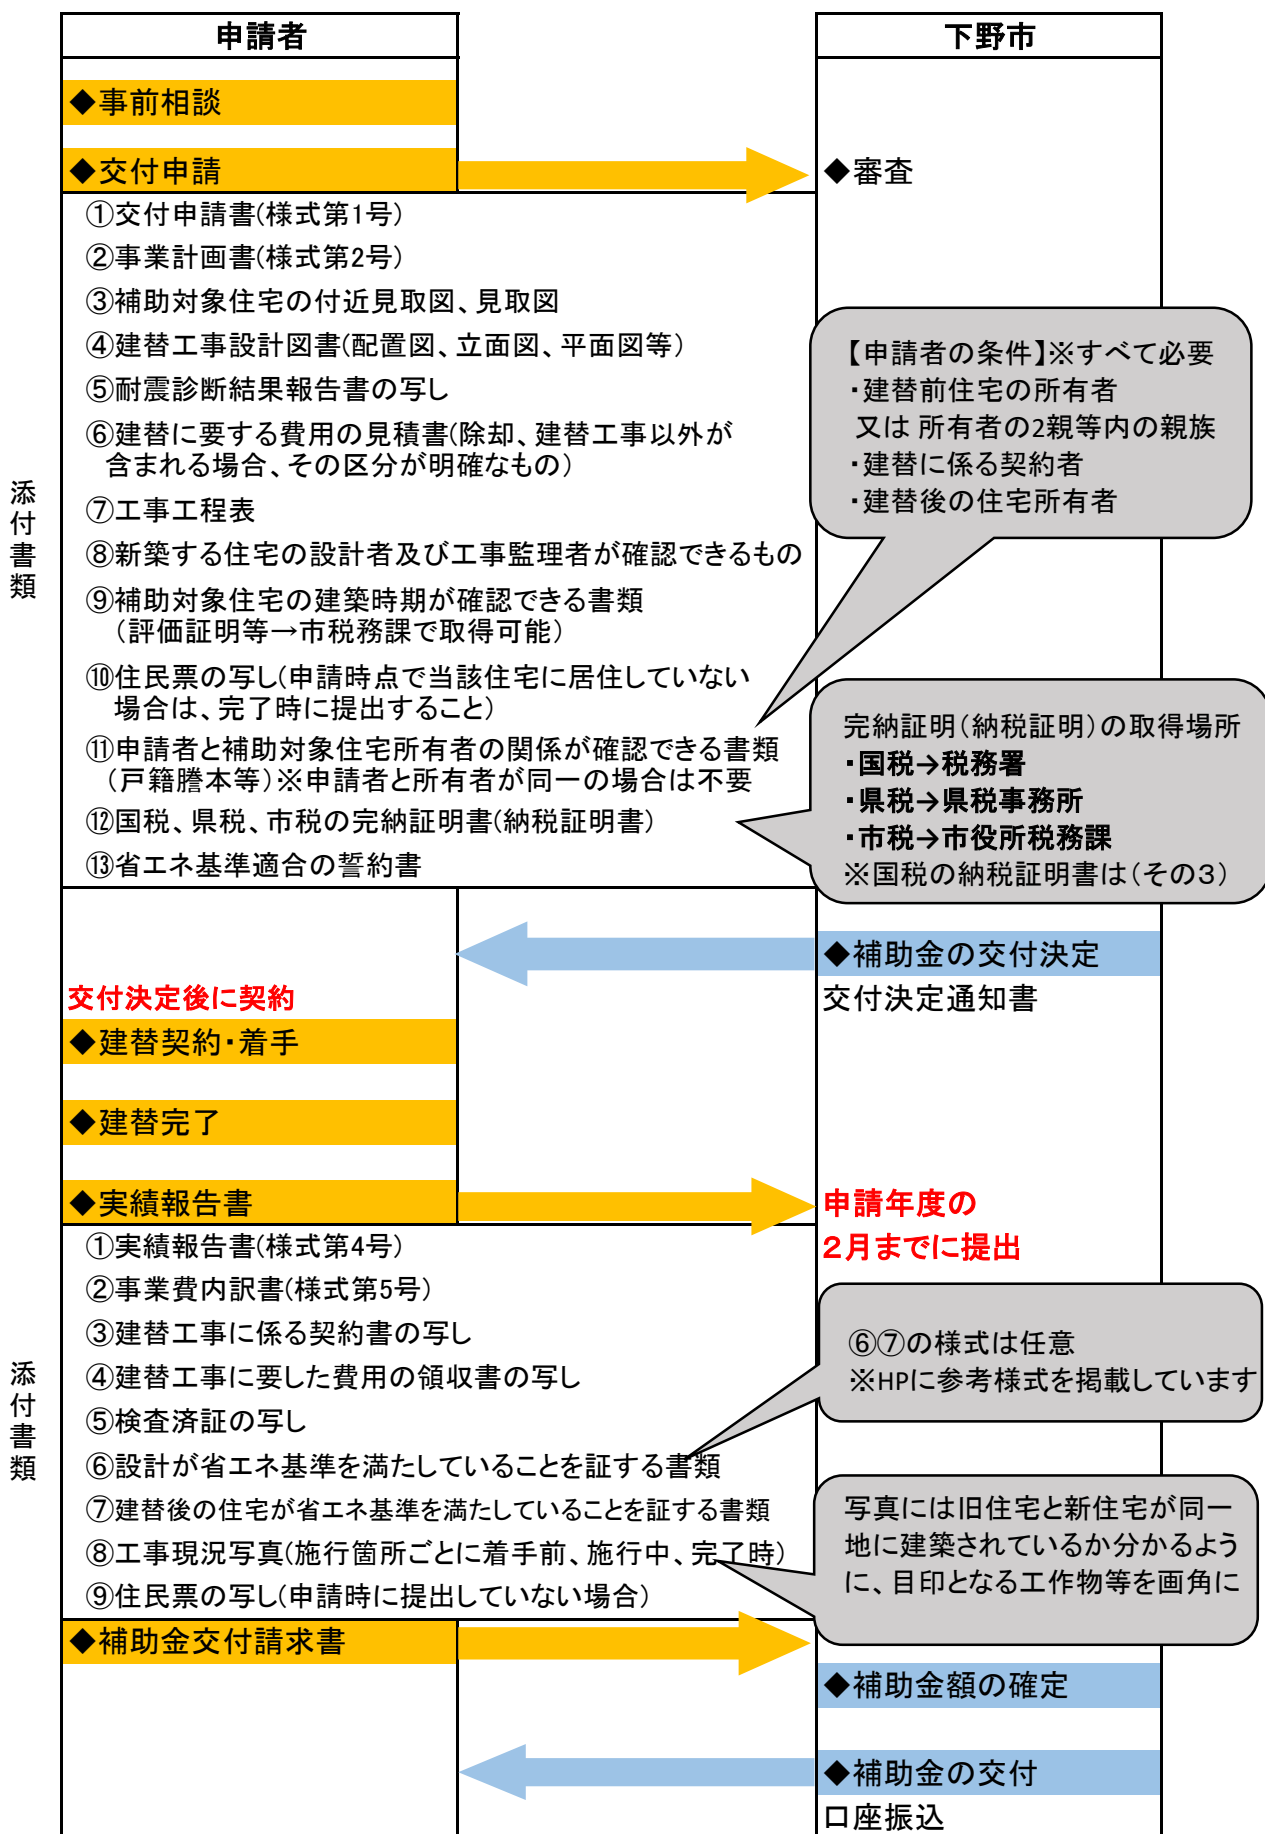 申請者
下野市
◆事前相談
◆交付申請
◆審査
添付書類
①交付申請書(様式第1号)
②事業計画書(様式第2号)
③補助対象住宅の付近見取図、見取図
④建替工事設計図書(配置図、立面図、平面図等)
⑤耐震診断結果報告書の写し
⑥建替に要する費用の見積書(除却、建替工事以外が
含まれる場合、その区分が明確なもの)
⑦工事工程表
⑧新築する住宅の設計者及び工事監理者が確認できるもの
⑨補助対象住宅の建築時期が確認できる書類
(評価証明等→市税務課で取得可能)
⑩住民票の写し(申請時点で当該住宅に居住していない
場合は、完了時に提出すること)
⑪申請者と補助対象住宅所有者の関係が確認できる書類
(戸籍謄本等)※申請者と所有者が同一の場合は不要
⑫国税、県税、市税の完納証明書(納税証明書)
⑬省エネ基準適合の誓約書
【申請者の条件】※すべて必要
・建替前住宅の所有者
又は 所有者の2親等内の親族
・建替に係る契約者
・建替後の住宅所有者
完納証明(納税証明)の取得場所
・国税→税務署
・県税→県税事務所
・市税→市役所税務課
※国税の納税証明書は(その3)
◆補助金の交付決定
交付決定通知書
交付決定後に契約
◆建替契約・着手
◆建替完了
◆実績報告書
申請年度の
2月までに提出
添付書類
①実績報告書(様式第4号)
②事業費内訳書(様式第5号)
③建替工事に係る契約書の写し
④建替工事に要した費用の領収書の写し
⑤検査済証の写し
⑥設計が省エネ基準を満たしていることを証する書類
⑦建替後の住宅が省エネ基準を満たしていることを証する書類
⑧工事現況写真(施行箇所ごとに着手前、施行中、完了時)
⑨住民票の写し(申請時に提出していない場合)
⑥⑦の様式は任意
※HPに参考様式を掲載しています
写真には旧住宅と新住宅が同一
地に建築されているか分かるよう
に、目印となる工作物等を画角に
◆補助金交付請求書
◆補助金額の確定
◆補助金の交付
口座振込